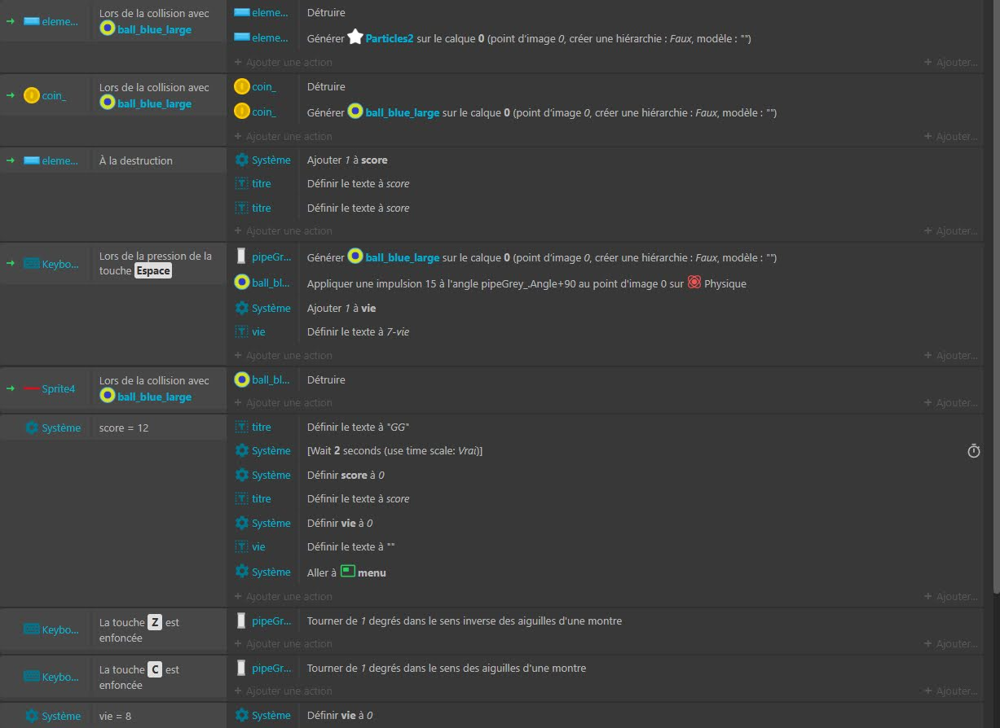 eleme... Lors de la collision avec ball_blue_large
eleme... Détruire
eleme... Générer Particles2 sur le calque 0 (point d'image 0, créer une hiérarchie : Faux, modèle : "")
+ Ajouter une action + Ajouter...
coin_ Lors de la collision avec ball_blue_large
coin_ Détruire
coin_ Générer ball_blue_large sur le calque 0 (point d'image 0, créer une hiérarchie : Faux, modèle : "")
+ Ajouter une action + Ajouter...
eleme... À la destruction
Système Ajouter 1 à score
titre Définir le texte à score
titre Définir le texte à score
+ Ajouter une action + Ajouter...
Keybo... Lors de la pression de la touche Espace
pipeGr... Générer ball_blue_large sur le calque 0 (point d'image 0, créer une hiérarchie : Faux, modèle : "")
ball_bl... Appliquer une impulsion 15 à l'angle pipeGrey_.Angle+90 au point d'image 0 sur Physique
Système Ajouter 1 à vie
vie Définir le texte à 7-vie
+ Ajouter une action + Ajouter...
Sprite4 Lors de la collision avec ball_blue_large
ball_bl... Détruire
+ Ajouter une action + Ajouter...
Système score = 12
titre Définir le texte à "GG"
Système [Wait 2 seconds (use time scale: Vrai)]
Système Définir score à 0
titre Définir le texte à score
Système Définir vie à 0
vie Définir le texte à ""
Système Aller à menu
+ Ajouter une action + Ajouter...
Keybo... La touche Z est enfoncée
pipeGr... Tourner de 1 degrés dans le sens inverse des aiguilles d'une montre
+ Ajouter une action + Ajouter...
Keybo... La touche C est enfoncée
pipeGr... Tourner de 1 degrés dans le sens des aiguilles d'une montre
+ Ajouter une action + Ajouter...
Système vie = 8
Système Définir vie à 0